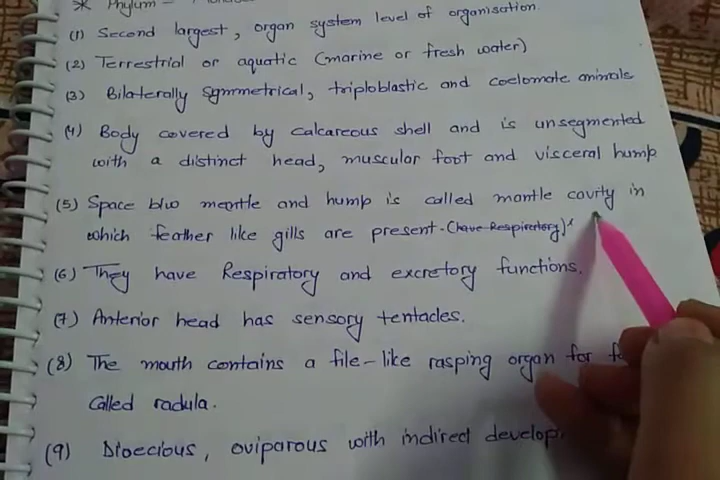 * Phylum -
(1) Second largest, organ system level of organisation.
(2) Terrestrial or aquatic (marine or fresh water)
(3) Bilaterally symmetrical, triploblastic and coelomate animals
(4) Body covered by calcareous shell and is unsegmented
with a distinct head, muscular foot and visceral hump
(5) Space b/w mantle and hump is called mantle cavity in
which feather like gills are present. (have Respiretory)*
(6) They have Respiratory and excretory functions.
(7) Anterior head has sensory tentacles.
(8) The mouth contains a file-like rasping organ for
called radula.
(9) Dioecious, oviparous with indirect develop.